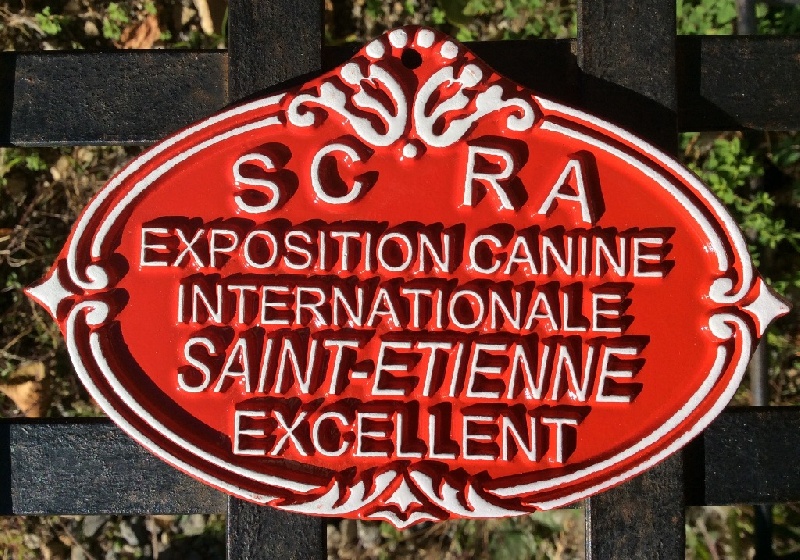 SC RA
EXPOSITION CANINE
INTERNATIONALE
SAINT-ETIENNE
EXCELLENT